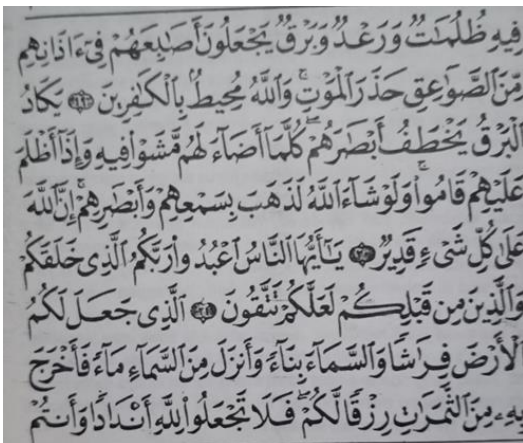 فِيهِ ظُلُمَٰتٌ وَرَعْدٌ وَبَرْقٌ يَجْعَلُونَ أَصَٰبِعَهُمْ فِىٓ ءَاذَانِهِم
مِّنَ ٱلصَّوَٰعِقِ حَذَرَ ٱلْمَوْتِ ۚ وَٱللَّهُ مُحِيطٌۢ بِٱلْكَٰفِرِينَ ۝١٩ يَكَادُ
ٱلْبَرْقُ يَخْطَفُ أَبْصَٰرَهُمْ ۖ كُلَّمَآ أَضَآءَ لَهُم مَّشَوْا۟ فِيهِ وَإِذَآ أَظْلَمَ
عَلَيْهِمْ قَامُوا۟ ۚ وَلَوْ شَآءَ ٱللَّهُ لَذَهَبَ بِسَمْعِهِمْ وَأَبْصَٰرِهِمْ ۚ إِنَّ ٱللَّهَ
عَلَىٰ كُلِّ شَىْءٍ قَدِيرٌ ۝٢٠ يَٰٓأَيُّهَا ٱلنَّاسُ ٱعْبُدُوا۟ رَبَّكُمُ ٱلَّذِى خَلَقَكُمْ
وَٱلَّذِينَ مِن قَبْلِكُمْ لَعَلَّكُمْ تَتَّقُونَ ۝٢١ ٱلَّذِى جَعَلَ لَكُمُ
ٱلْأَرْضَ فِرَٰشًا وَٱلسَّمَآءَ بِنَآءً وَأَنزَلَ مِنَ ٱلسَّمَآءِ مَآءً فَأَخْرَجَ
بِهِۦ مِنَ ٱلثَّمَرَٰتِ رِزْقًا لَّكُمْ ۖ فَلَا تَجْعَلُوا۟ لِلَّهِ أَندَادًا وَأَنتُمْ